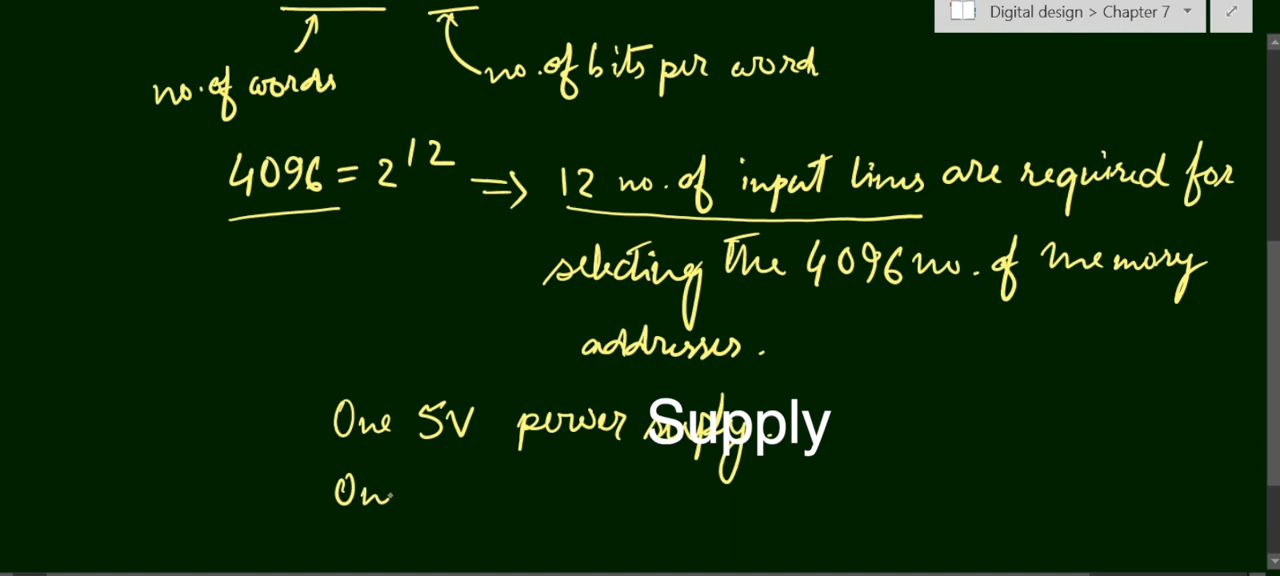 Digital design > Chapter 7
no. of words
no. of bits per word
4096 = 2^12 ⇒ 12 no. of input lines are required for
selecting the 4096 no. of memory
addresses.
One 5V power supply.
Supply
On